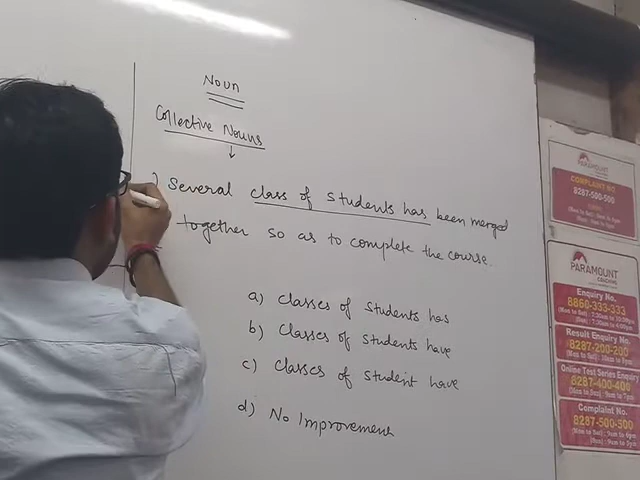 Noun
Collective Nouns
↓
1) Several class of students has been merged
together so as to complete the course.
a) classes of students has
b) classes of students have
c) classes of student have
d) No Improvement
PARAMOUNT
COMPLAINT NO.
8287-500-500
PARAMOUNT
COACHING
Enquiry No.
8860-333-333
Result Enquiry No.
8287-200-200
Online Test Series Enquiry
8287-400-400
Complaint No.
8287-500-500